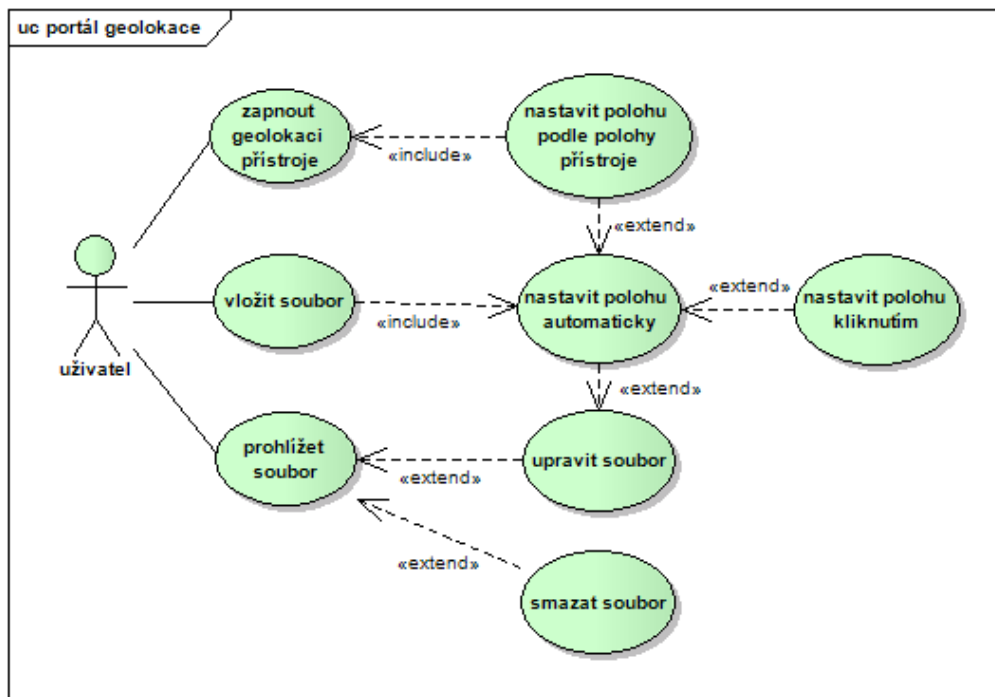 uc portál geolokace
zapnout
geolokaci
přístroje
«include»
nastavit polohu
podle polohy
přístroje
«extend»
uživatel
vložit soubor
«include»
nastavit polohu
automaticky
«extend»
nastavit polohu
kliknutím
«extend»
prohlížet
soubor
«extend»
upravit soubor
«extend»
smazat soubor